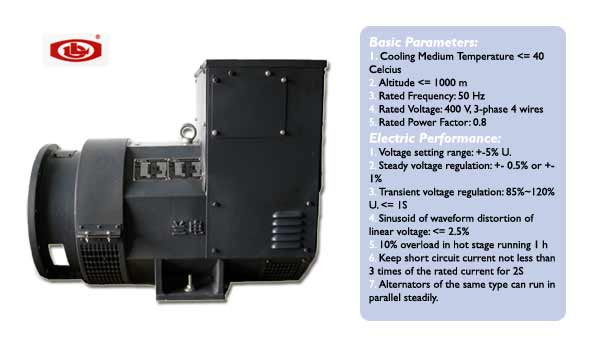 Basic Parameters:
1. Cooling Medium Temperature <= 40
Celcius
2. Altitude <= 1000 m
3. Rated Frequency: 50 Hz
4. Rated Voltage: 400 V, 3-phase 4 wires
5. Rated Power Factor: 0.8
Electric Performance:
1. Voltage setting range: +-5% U.
2. Steady voltage regulation: +- 0.5% or +-
1%
3. Transient voltage regulation: 85%~120%
U. <= 1S
4. Sinusoid of waveform distortion of
linear voltage: <= 2.5%
5. 10% overload in hot stage running 1 h
6. Keep short circuit current not less than
3 times of the rated current for 2S
7. Alternators of the same type can run in
parallel steadily.